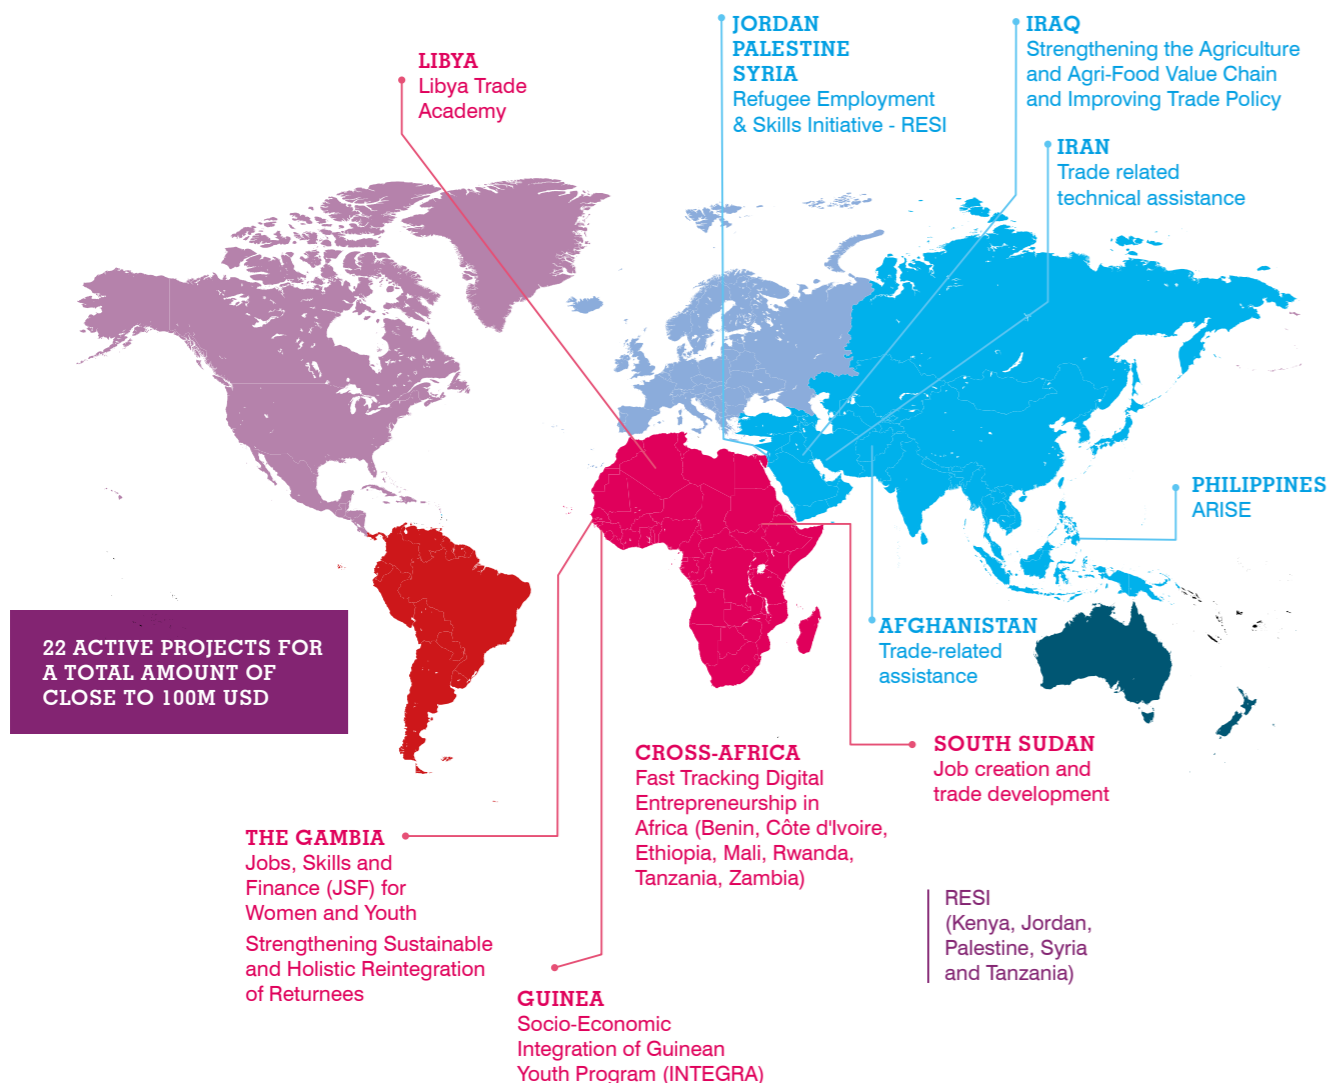 LIBYA
Libya Trade
Academy
JORDAN
PALESTINE
SYRIA
Refugee Employment
& Skills Initiative - RESI
IRAQ
Strengthening the Agriculture
and Agri-Food Value Chain
and Improving Trade Policy
IRAN
Trade related
technical assistance
PHILIPPINES
ARISE
AFGHANISTAN
Trade-related
assistance
22 ACTIVE PROJECTS FOR
A TOTAL AMOUNT OF
CLOSE TO 100M USD
SOUTH SUDAN
Job creation and
trade development
CROSS-AFRICA
Fast Tracking Digital
Entrepreneurship in
Africa (Benin, Côte d'Ivoire,
Ethiopia, Mali, Rwanda,
Tanzania, Zambia)
THE GAMBIA
Jobs, Skills and
Finance (JSF) for
Women and Youth
Strengthening Sustainable
and Holistic Reintegration
of Returnees
RESI
(Kenya, Jordan,
Palestine, Syria
and Tanzania)
GUINEA
Socio-Economic
Integration of Guinean
Youth Program (INTEGRA)